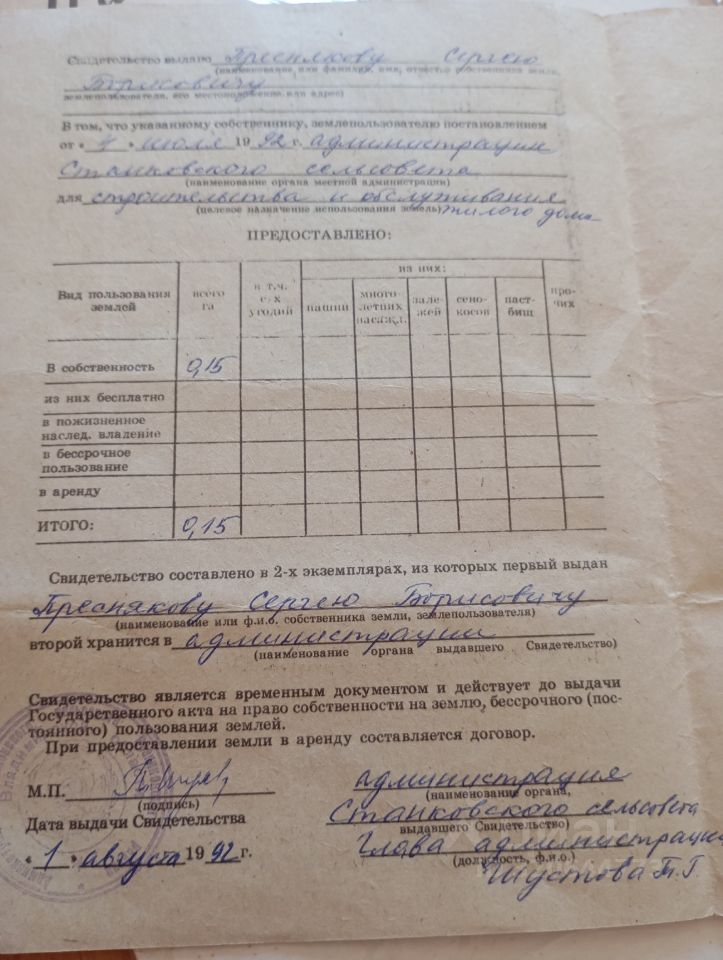 Свидетельство выдано Преснякову Сергею
(наименование или фамилия, имя, отчество собственника земли,
Борисовичу
землепользователя, его местоположение или адрес)
В том, что указанному собственнику, землепользователю постановлением
от « » июля 1992 г. администрации
Станковского сельсовета
(наименование органа местной администрации)
для строительства и обслуживания
(целевое назначение использования земель) жилого дома
ПРЕДОСТАВЛЕНО:
Вид пользования землей
всего га
в т.ч. с/х угодий
из них:
пашни
многолетних насажд.
залежей
сенокосов
пастбищ
прочих
В собственность 0,15
из них бесплатно
в пожизненное наслед. владение
в бессрочное пользование
в аренду
ИТОГО: 0,15
Свидетельство составлено в 2-х экземплярах, из которых первый выдан
Преснякову Сергею Борисовичу
(наименование или ф.и.о. собственника земли, землепользователя)
второй хранится в администрации
(наименование органа выдавшего Свидетельство)
Свидетельство является временным документом и действует до выдачи
Государственного акта на право собственности на землю, бессрочного (пос-
тоянного) пользования землей.
При предоставлении земли в аренду составляется договор.
М.П.
(подпись)
Дата выдачи Свидетельства
« 1 » августа 1992 г.
администрация
(наименование органа,
Станковского сельсовета
выдавшего Свидетельство)
Глава администрации
(должность, ф.и.о.)
Шустова Т.Г.